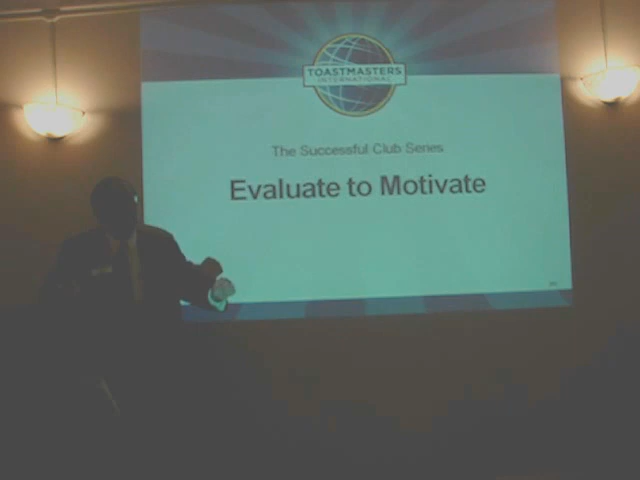 TOASTMASTERS
INTERNATIONAL
The Successful Club Series
Evaluate to Motivate